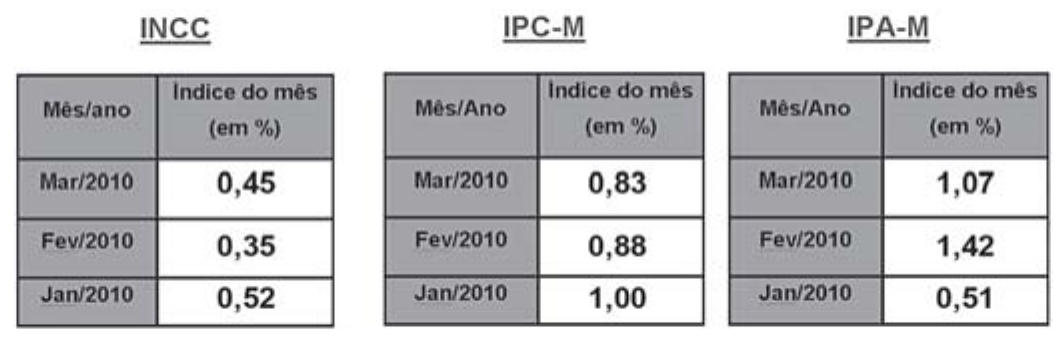 INCC
Mês/ano Índice do mês
(em %)
Mar/2010 0,45
Fev/2010 0,35
Jan/2010 0,52
IPC-M
Mês/Ano Índice do mês
(em %)
Mar/2010 0,83
Fev/2010 0,88
Jan/2010 1,00
IPA-M
Mês/Ano Índice do mês
(em %)
Mar/2010 1,07
Fev/2010 1,42
Jan/2010 0,51